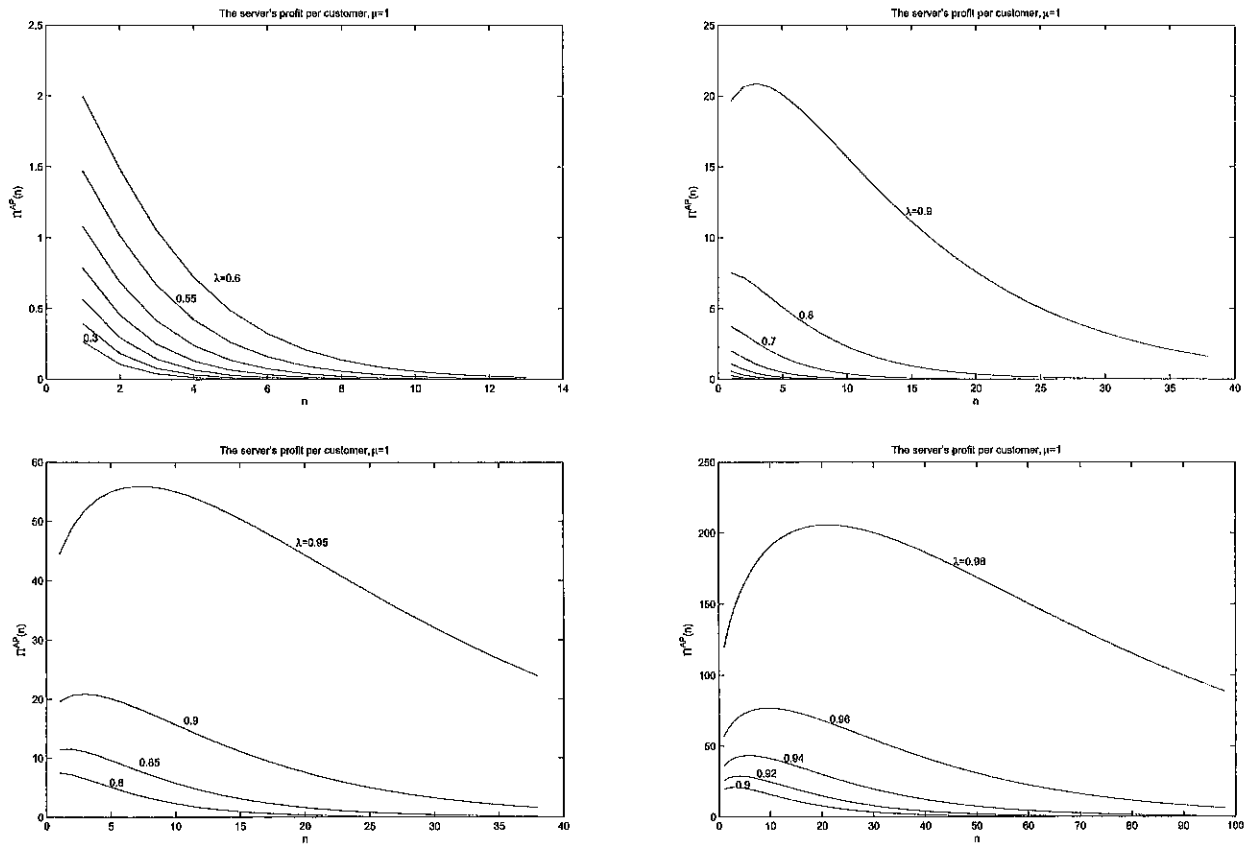 The server's profit per customer, μ=1
2.5
2
1.5
1
0.5
0
Π^AP(n)
λ=0.6
0.55
0.3
0 2 4 6 8 10 12 14
n
The server's profit per customer, μ=1
25
20
15
10
5
0
Π^AP(n)
λ=0.9
0.8
0.7
0 5 10 15 20 25 30 35 40
n
The server's profit per customer, μ=1
60
50
40
30
20
10
0
Π^AP(n)
λ=0.95
0.9
0.85
0.8
0 5 10 15 20 25 30 35 40
n
The server's profit per customer, μ=1
250
200
150
100
50
0
Π^AP(n)
λ=0.98
0.96
0.94
0.92
0.9
0 10 20 30 40 50 60 70 80 90 100
n